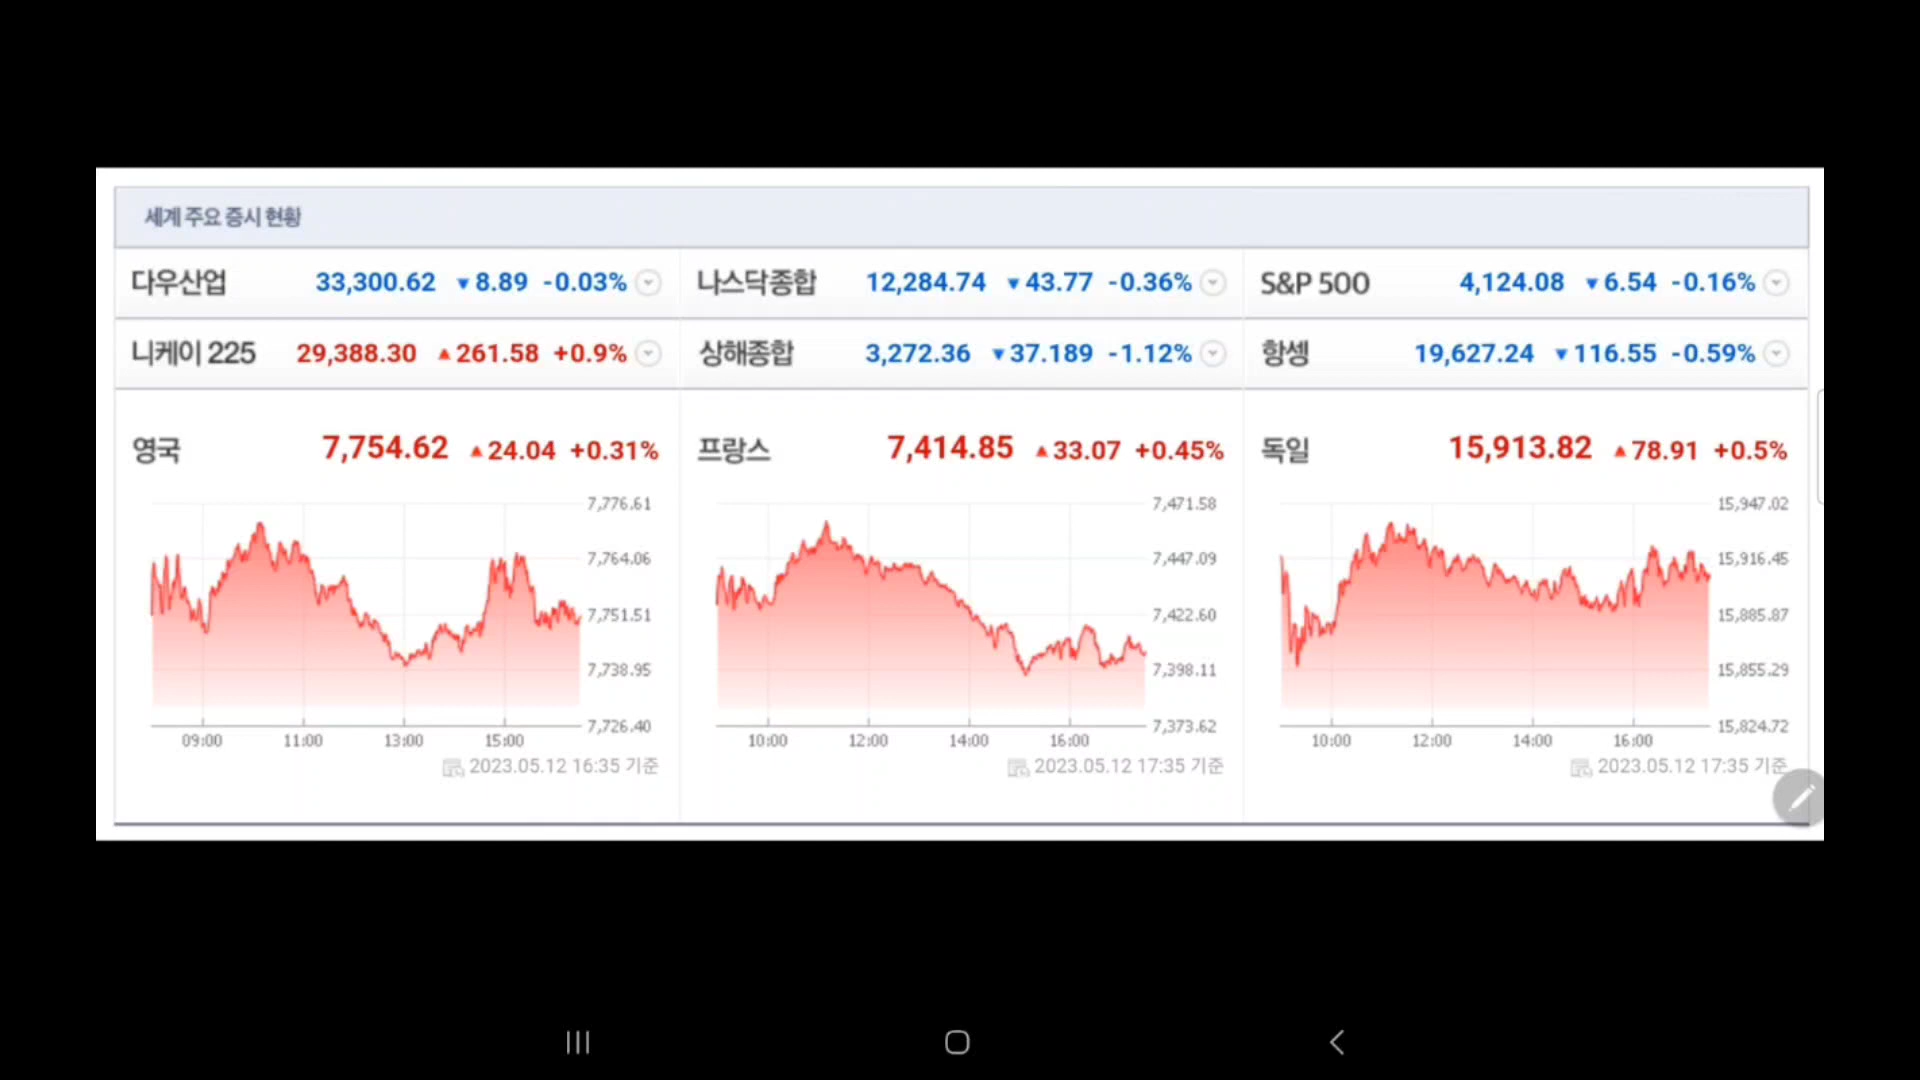 세계 주요 증시 현황
다우산업 33,300.62 ▼8.89 -0.03% 나스닥종합 12,284.74 ▼43.77 -0.36% S&P 500 4,124.08 ▼6.54 -0.16%
니케이 225 29,388.30 ▲261.58 +0.9% 상해종합 3,272.36 ▼37.189 -1.12% 항셍 19,627.24 ▼116.55 -0.59%
영국 7,754.62 ▲24.04 +0.31%
7,776.61
7,764.06
7,751.51
7,738.95
7,726.40
09:00 11:00 13:00 15:00
2023.05.12 16:35 기준
프랑스 7,414.85 ▲33.07 +0.45%
7,471.58
7,447.09
7,422.60
7,398.11
7,373.62
10:00 12:00 14:00 16:00
2023.05.12 17:35 기준
독일 15,913.82 ▲78.91 +0.5%
15,947.02
15,916.45
15,885.87
15,855.29
15,824.72
10:00 12:00 14:00 16:00
2023.05.12 17:35 기준